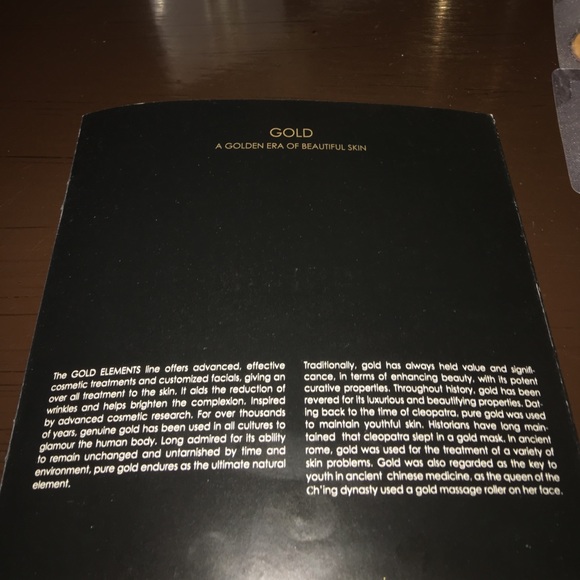 GOLD
A GOLDEN ERA OF BEAUTIFUL SKIN
The GOLD ELEMENTS line offers advanced, effective
cosmetic treatments and customized facials, giving an
over all treatment to the skin. It aids the reduction of
wrinkles and helps brighten the complexion. Inspired
by advanced cosmetic research. For over thousands
of years, genuine gold has been used in all cultures to
glamour the human body. Long admired for its ability
to remain unchanged and untarnished by time and
environment, pure gold endures as the ultimate natural
element.
Traditionally, gold has always held value and signifi-
cance, in terms of enhancing beauty, with its potent
curative properties. Throughout history, gold has been
revered for its luxurious and beautifying properties. Dat-
ing back to the time of cleopatra, pure gold was used
to maintain youthful skin. Historians have long main-
tained that cleopatra slept in a gold mask. In ancient
rome, gold was used for the treatment of a variety of
skin problems. Gold was also regarded as the key to
youth in ancient chinese medicine, as the queen of the
Ch'ing dynasty used a gold massage roller on her face.